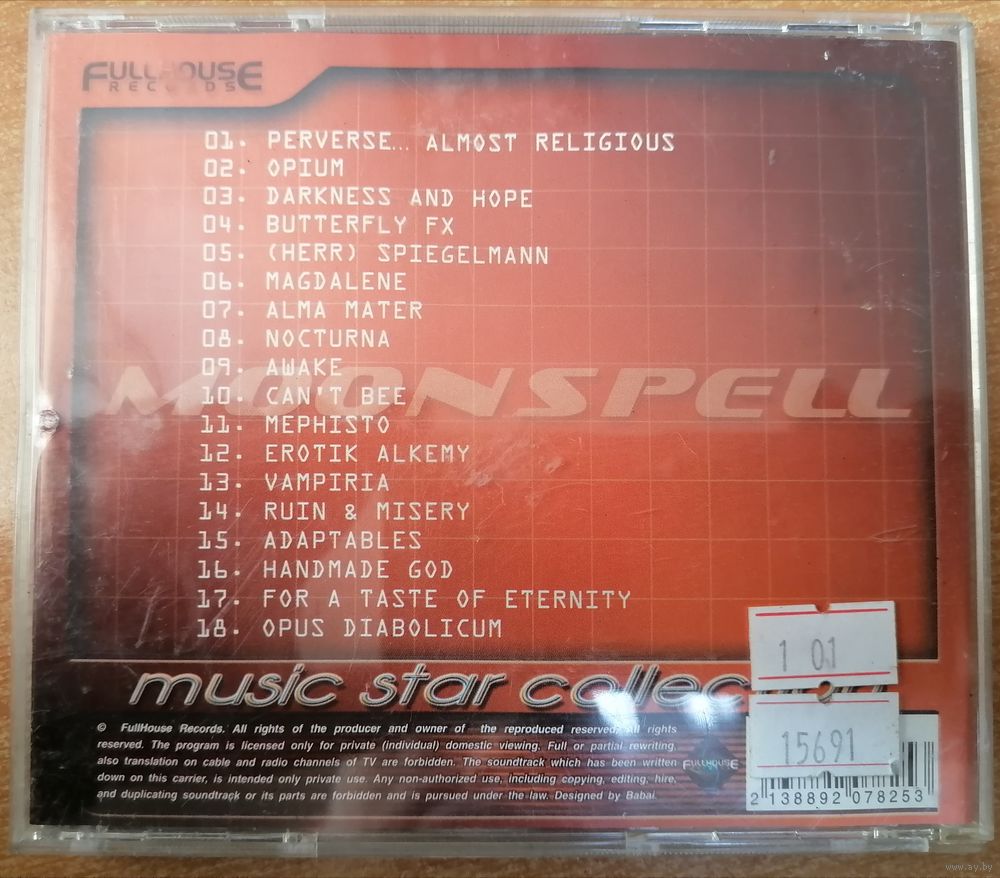 FULLHOUSE
RECORDS
01. PERVERSE... ALMOST RELIGIOUS
02. OPIUM
03. DARKNESS AND HOPE
04. BUTTERFLY FX
05. (HERR) SPIEGELMANN
06. MAGDALENE
07. ALMA MATER
08. NOCTURNA
09. AWAKE
MOONSPELL
10. CAN'T BEE
11. MEPHISTO
12. EROTIK ALKEMY
13. VAMPIRIA
14. RUIN & MISERY
15. ADAPTABLES
16. HANDMADE GOD
17. FOR A TASTE OF ETERNITY
18. OPUS DIABOLICUM
1 01
music star collection
15691
© FullHouse Records. All rights of the producer and owner of the reproduced reserved, All rights
reserved. The program is licensed only for private (individual) domestic viewing. Full or partial rewriting,
also translation on cable and radio channels of TV are forbidden. The soundtrack which has been written
down on this carrier, is intended only private use. Any non-authorized use, including copying, editing, hire,
and duplicating soundtrack or its parts are forbidden and is pursued under the law. Designed by Babai.
FULLHOUSE
2 138892 078253
www.ay.by